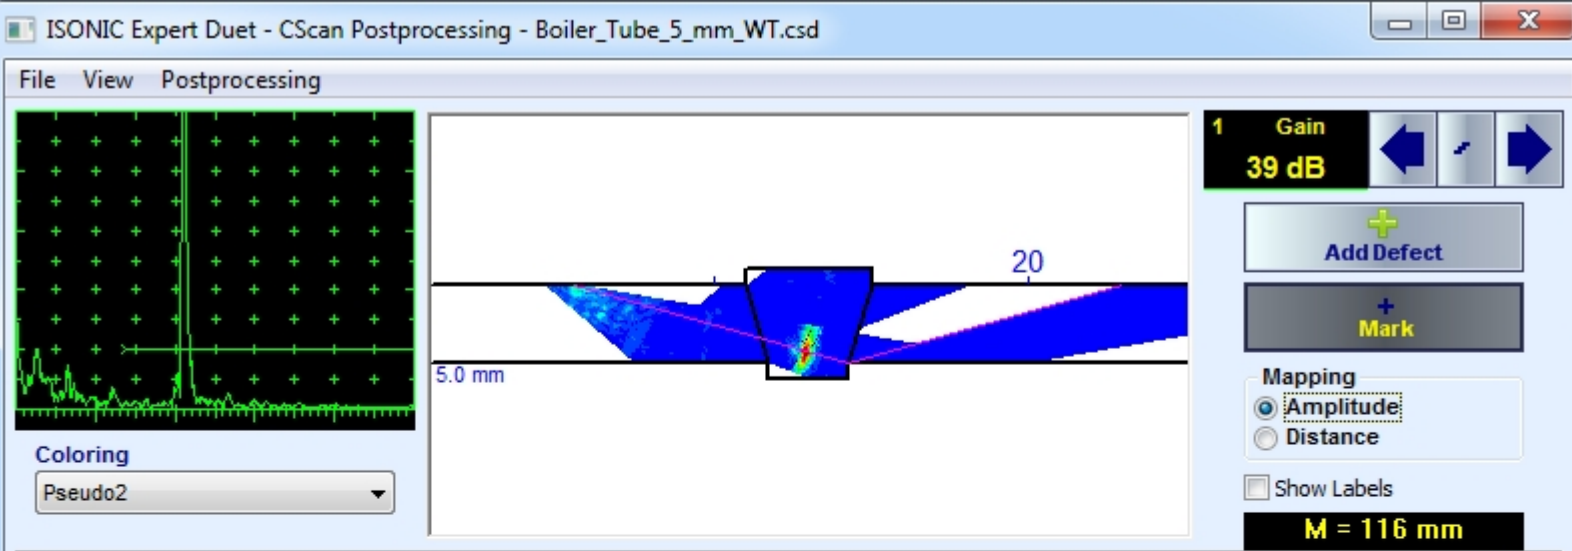 ISONIC Expert Duet - CScan Postprocessing - Boiler_Tube_5_mm_WT.csd
File View Postprocessing
1 Gain
39 dB
Add Defect
20
Mark
5.0 mm
Mapping
Amplitude
Distance
Coloring
Pseudo2
Show Labels
M = 116 mm